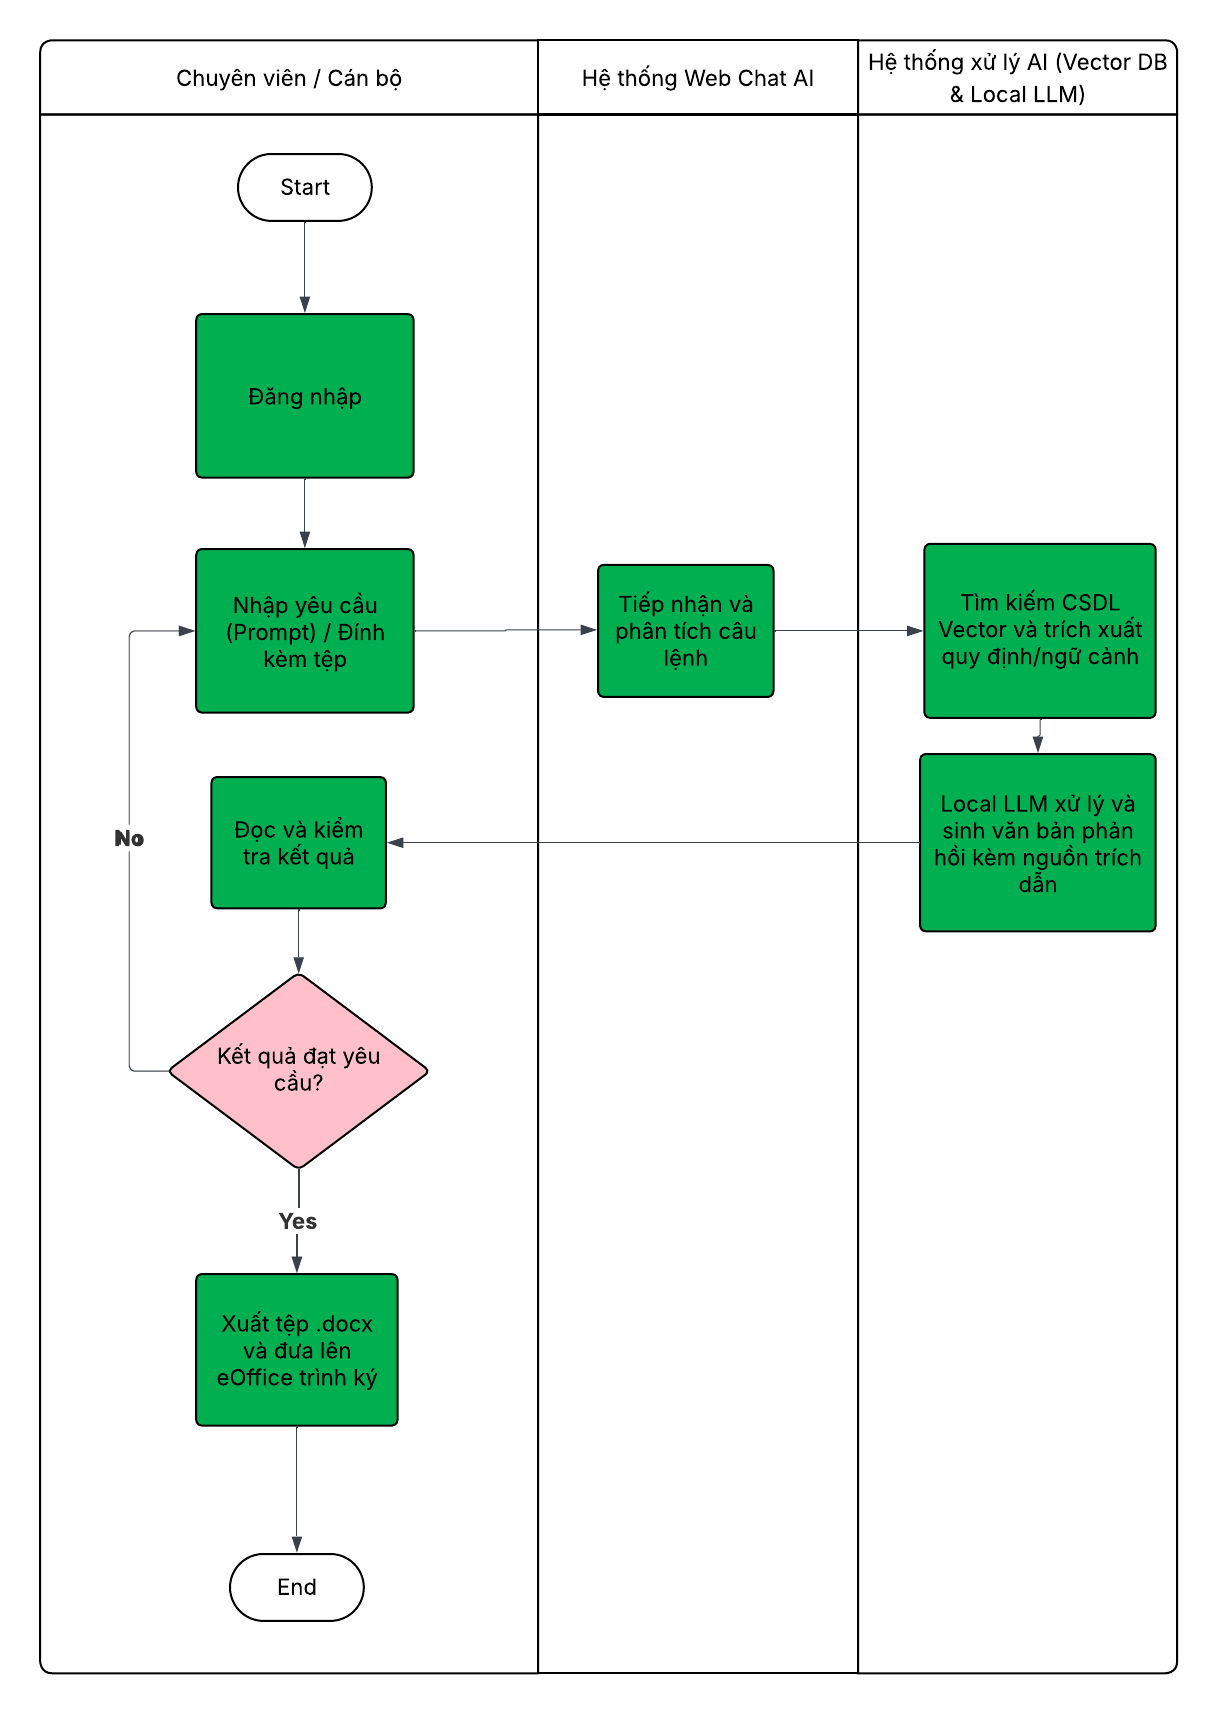 Chuyên viên / Cán bộ
Hệ thống Web Chat AI
Hệ thống xử lý AI (Vector DB
& Local LLM)
Start
Đăng nhập
Nhập yêu cầu
(Prompt) / Đính
kèm tệp
Tiếp nhận và
phân tích câu
lệnh
Tìm kiếm CSDL
Vector và trích xuất
quy định/ngữ cảnh
Local LLM xử lý và
sinh văn bản phản
hồi kèm nguồn trích
dẫn
Đọc và kiểm
tra kết quả
No
Kết quả đạt yêu
cầu?
Yes
Xuất tệp .docx
và đưa lên
eOffice trình ký
End